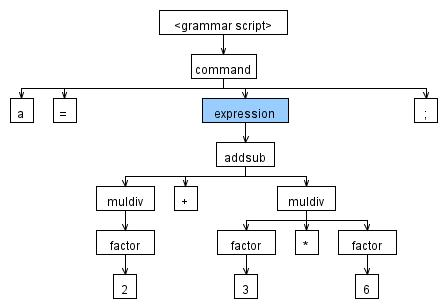 <grammar script>
command
a = expression ;
addsub
muldiv + muldiv
factor factor * factor
2 3 6